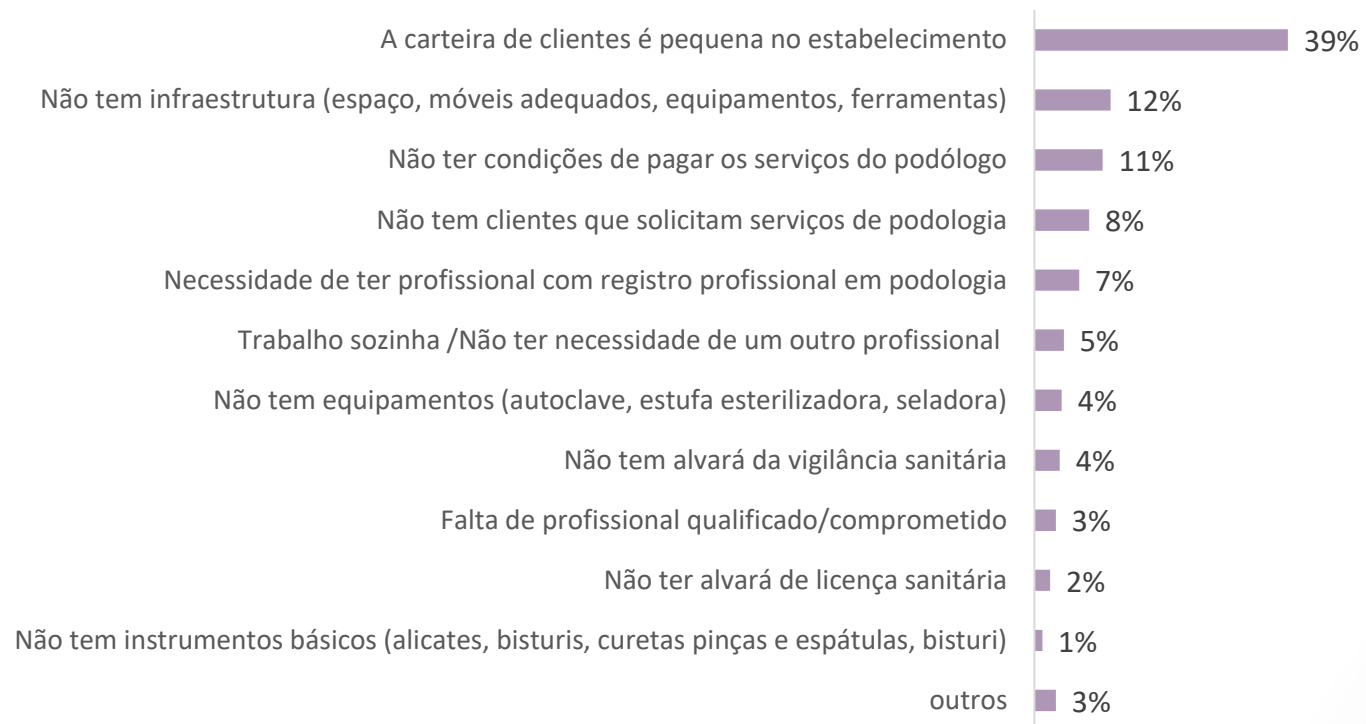 A carteira de clientes é pequena no estabelecimento 39%
Não tem infraestrutura (espaço, móveis adequados, equipamentos, ferramentas) 12%
Não ter condições de pagar os serviços do podólogo 11%
Não tem clientes que solicitam serviços de podologia 8%
Necessidade de ter profissional com registro profissional em podologia 7%
Trabalho sozinha /Não ter necessidade de um outro profissional 5%
Não tem equipamentos (autoclave, estufa esterilizadora, seladora) 4%
Não tem alvará da vigilância sanitária 4%
Falta de profissional qualificado/comprometido 3%
Não ter alvará de licença sanitária 2%
Não tem instrumentos básicos (alicates, bisturis, curetas pinças e espátulas, bisturi) 1%
outros 3%